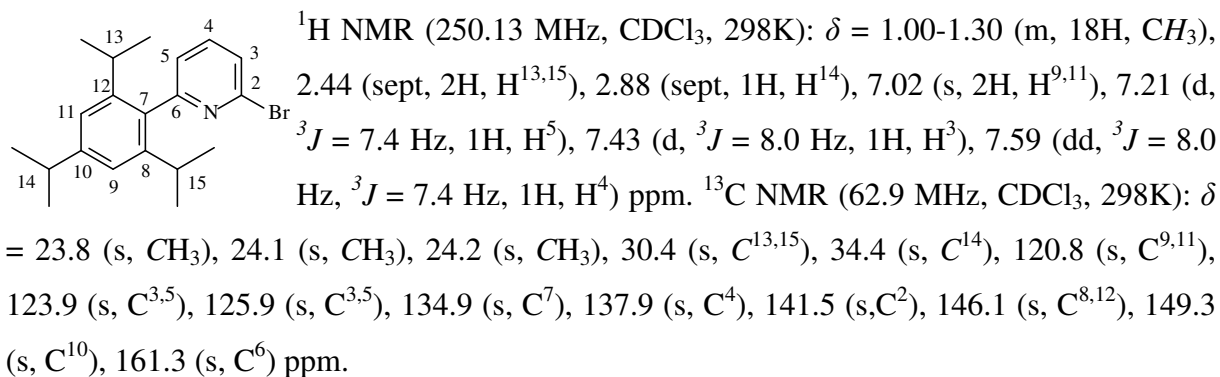 13
4
5
3
12
7
2
11
6
N
Br
10
8
14
9
15
¹H NMR (250.13 MHz, CDCl₃, 298K): δ = 1.00-1.30 (m, 18H, CH₃),
2.44 (sept, 2H, H¹³,¹⁵), 2.88 (sept, 1H, H¹⁴), 7.02 (s, 2H, H⁹,¹¹), 7.21 (d,
³J = 7.4 Hz, 1H, H⁵), 7.43 (d, ³J = 8.0 Hz, 1H, H³), 7.59 (dd, ³J = 8.0
Hz, ³J = 7.4 Hz, 1H, H⁴) ppm. ¹³C NMR (62.9 MHz, CDCl₃, 298K): δ
= 23.8 (s, CH₃), 24.1 (s, CH₃), 24.2 (s, CH₃), 30.4 (s, C¹³,¹⁵), 34.4 (s, C¹⁴), 120.8 (s, C⁹,¹¹),
123.9 (s, C³,⁵), 125.9 (s, C³,⁵), 134.9 (s, C⁷), 137.9 (s, C⁴), 141.5 (s,C²), 146.1 (s, C⁸,¹²), 149.3
(s, C¹⁰), 161.3 (s, C⁶) ppm.